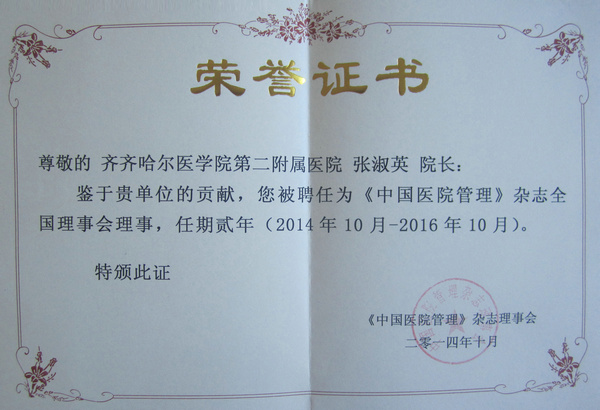 荣誉证书
尊敬的 齐齐哈尔医学院第二附属医院 张淑英 院长：
鉴于贵单位的贡献，您被聘任为《中国医院管理》杂志全
国理事会理事，任期贰年（2014年10月-2016年10月）。
特颁此证
《中国医院管理》杂志理事会
二零一四年十月